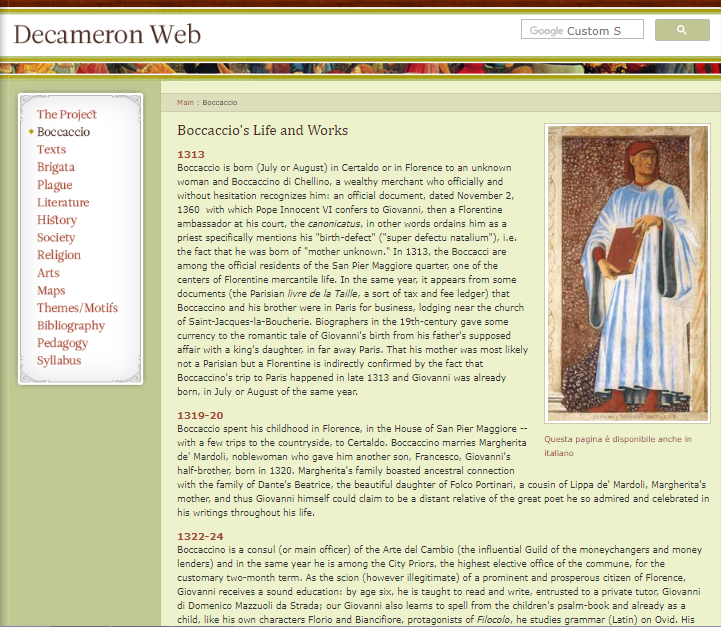 Decameron Web
Google Custom S
The Project
Boccaccio
Texts
Brigata
Plague
Literature
History
Society
Religion
Arts
Maps
Themes/Motifs
Bibliography
Pedagogy
Syllabus
Main : Boccaccio
Boccaccio's Life and Works
1313
Boccaccio is born (July or August) in Certaldo or in Florence to an unknown
woman and Boccaccino di Chellino, a wealthy merchant who officially and
without hesitation recognizes him: an official document, dated November 2,
1360 with which Pope Innocent VI confers to Giovanni, then a Florentine
ambassador at his court, the canonicatus, in other words ordains him as a
priest specifically mentions his "birth-defect" ("super defectu natalium"), i.e.
the fact that he was born of "mother unknown." In 1313, the Boccacci are
among the official residents of the San Pier Maggiore quarter, one of the
centers of Florentine mercantile life. In the same year, it appears from some
documents (the Parisian livre de la Taille, a sort of tax and fee ledger) that
Boccaccino and his brother were in Paris for business, lodging near the church
of Saint-Jacques-la-Boucherie. Biographers in the 19th-century gave some
currency to the romantic tale of Giovanni's birth from his father's supposed
affair with a king's daughter, in far away Paris. That his mother was most likely
not a Parisian but a Florentine is indirectly confirmed by the fact that
Boccaccino's trip to Paris happened in late 1313 and Giovanni was already
born, in July or August of the same year.
Questa pagina è disponibile anche in
italiano
1319-20
Boccaccio spent his childhood in Florence, in the House of San Pier Maggiore --
with a few trips to the countryside, to Certaldo. Boccaccino marries Margherita
de' Mardoli, noblewoman who gave him another son, Francesco, Giovanni's
half-brother, born in 1320. Margherita's family boasted ancestral connection
with the family of Dante's Beatrice, the beautiful daughter of Folco Portinari, a cousin of Lippa de' Mardoli, Margherita's
mother, and thus Giovanni himself could claim to be a distant relative of the great poet he so admired and celebrated in
his writings throughout his life.
1322-24
Boccaccino is a consul (or main officer) of the Arte del Cambio (the influential Guild of the moneychangers and money
lenders) and in the same year he is among the City Priors, the highest elective office of the commune, for the
customary two-month term. As the scion (however illegitimate) of a prominent and prosperous citizen of Florence,
Giovanni receives a sound education: by age six, he is taught to read and write, entrusted to a private tutor, Giovanni
di Domenico Mazzuoli da Strada; our Giovanni also learns to spell from the children's psalm-book and already as a
child, like his own characters Florio and Biancifiore, protagonists of Filocolo, he studies grammar (Latin) on Ovid. His